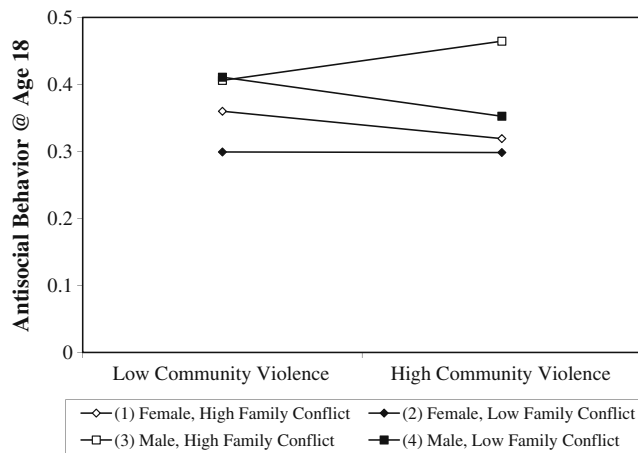 Antisocial Behavior @ Age 18
0.5
0.4
0.3
0.2
0.1
0
Low Community Violence High Community Violence
(1) Female, High Family Conflict (2) Female, Low Family Conflict
(3) Male, High Family Conflict (4) Male, Low Family Conflict